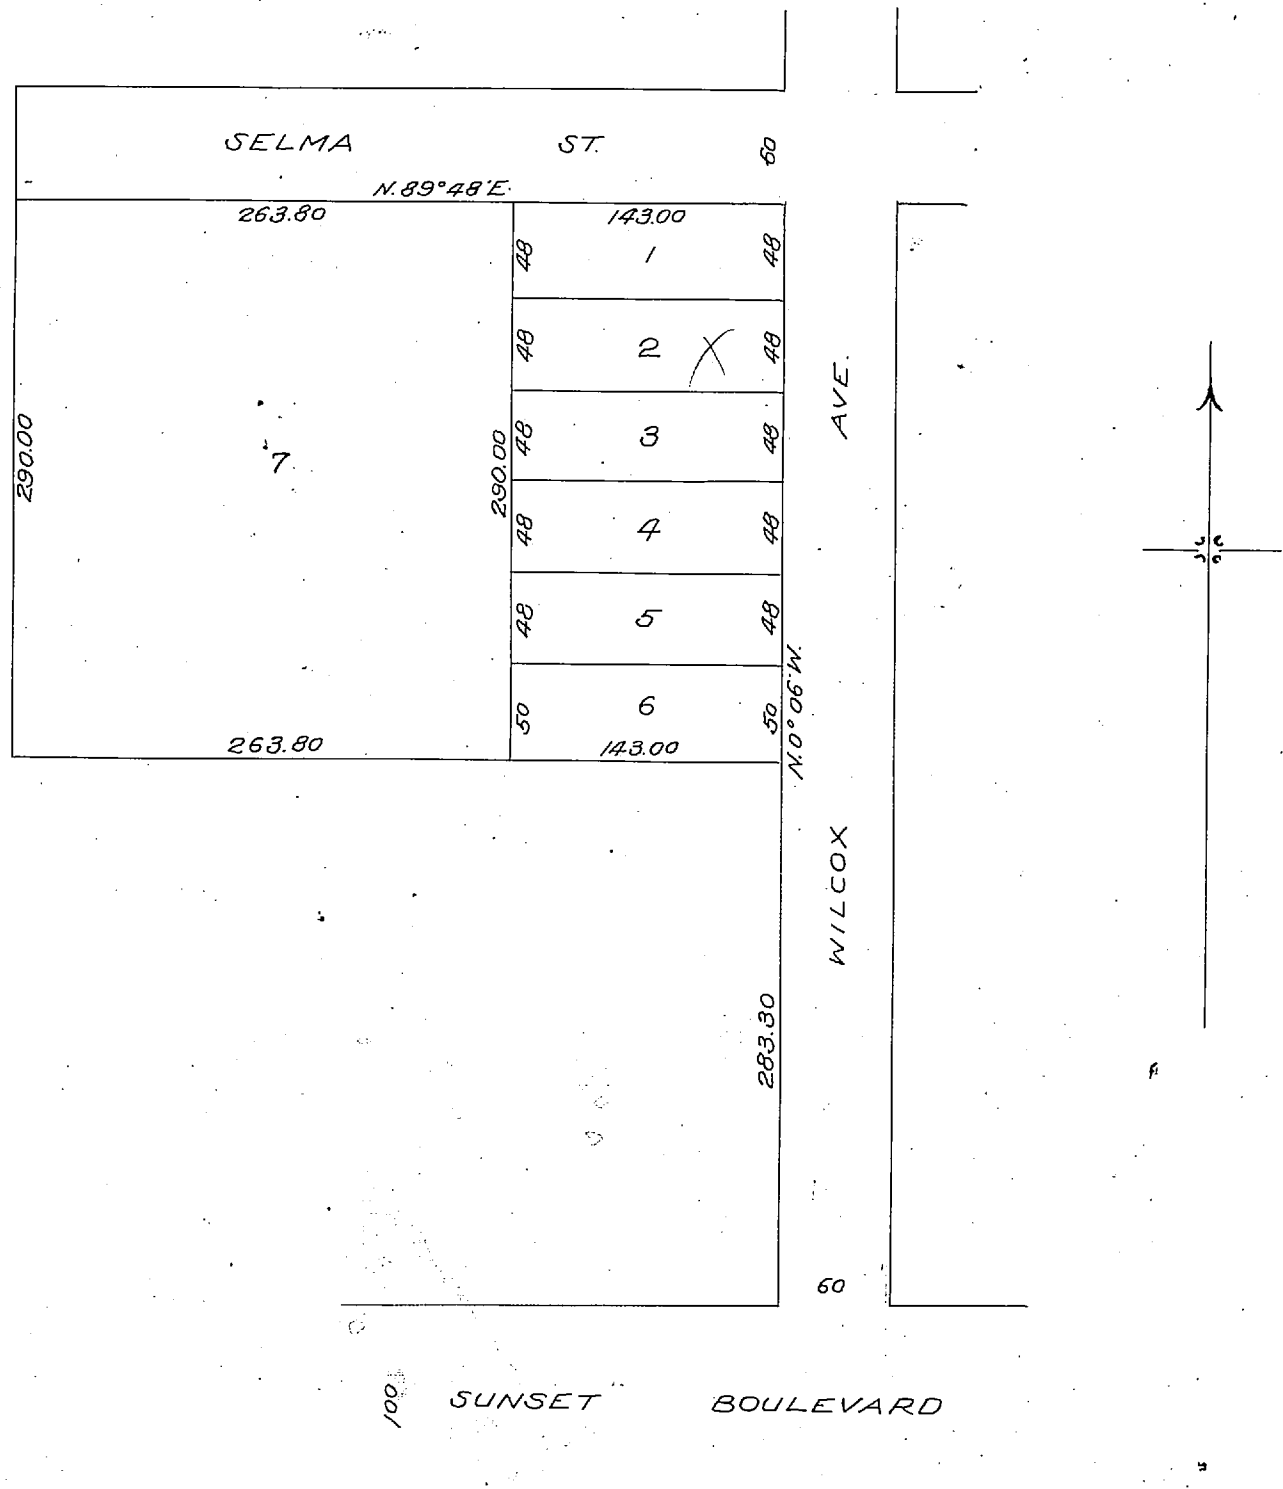 SELMA ST. 60
N.89°48'E.
263.80 143.00
48 1 48
48 2 X 48
AVE.
290.00 7 290.00
48 3 48
48 4 48
48 5 48
N.0°06'W.
50 6 50
263.80 143.00
WILCOX
283.30
60
100 SUNSET BOULEVARD